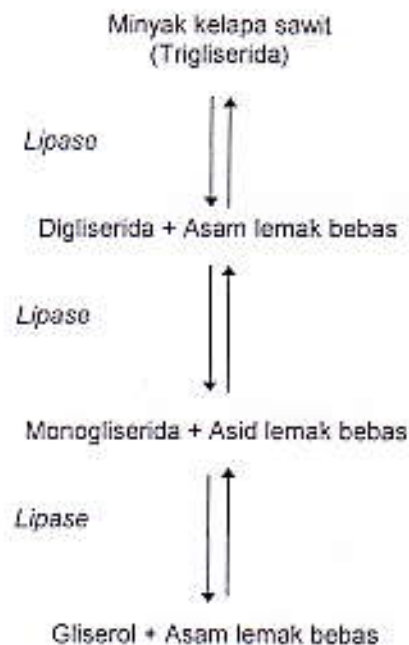 Minyak kelapa sawit
(Trigliserida)
Lipase
Digliserida + Asam lemak bebas
Lipase
Monogliserida + Asid lemak bebas
Lipase
Gliserol + Asam lemak bebas